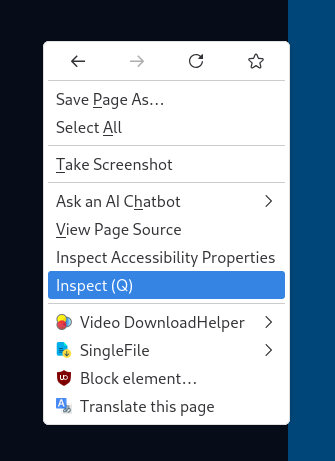 Save Page As…
Select All
Take Screenshot
Ask an AI Chatbot
View Page Source
Inspect Accessibility Properties
Inspect (Q)
Video DownloadHelper
SingleFile
Block element…
Translate this page